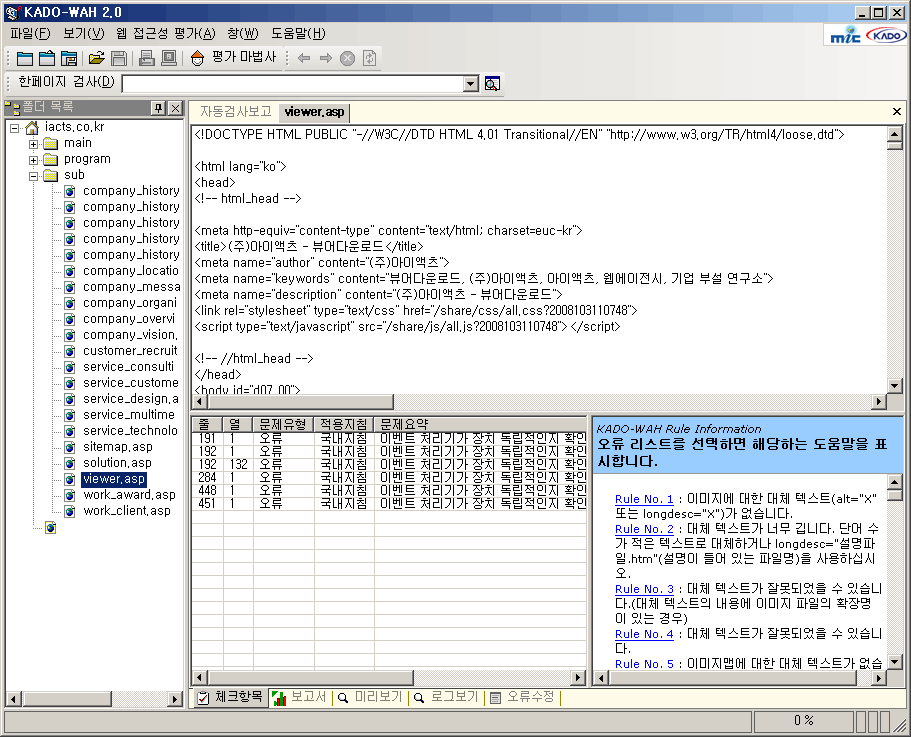 KADO-WAH 2.0
파일(F) 보기(V) 웹 접근성 평가(A) 창(W) 도움말(H)
mic KADO
평가 마법사
한페이지 검사(D)
폴더 목록
iacts.co.kr
main
program
sub
company_history
company_history
company_history
company_history
company_history
company_locatio
company_messa
company_organi
company_overvi
company_vision,
customer_recruit
service_consulti
service_custome
service_design,a
service_multime
service_technolo
sitemap.asp
solution.asp
viewer.asp
work_award.asp
work_client.asp
자동검사보고 viewer.asp
<!DOCTYPE HTML PUBLIC "-//W3C//DTD HTML 4.01 Transitional//EN" "http://www.w3.org/TR/html4/loose.dtd">
<html lang="ko">
<head>
<!-- html_head -->
<meta http-equiv="content-type" content="text/html; charset=euc-kr">
<title>(주)아이액츠 - 뷰어다운로드</title>
<meta name="author" content="(주)아이액츠">
<meta name="keywords" content="뷰어다운로드, (주)아이액츠, 아이액츠, 웹에이전시, 기업 부설 연구소">
<meta name="description" content="(주)아이액츠 - 뷰어다운로드">
<link rel="stylesheet" type="text/css" href="/share/css/all.css?2008103110748">
<script type="text/javascript" src="/share/js/all.js?2008103110748"></script>
<!-- //html_head -->
</head>
<body id="d07_00">
줄 열 문제유형 적용지침 문제요약
191 1 오류 국내지침 이벤트 처리기가 장치 독립적인지 확인
192 1 오류 국내지침 이벤트 처리기가 장치 독립적인지 확인
192 132 오류 국내지침 이벤트 처리기가 장치 독립적인지 확인
284 1 오류 국내지침 이벤트 처리기가 장치 독립적인지 확인
448 1 오류 국내지침 이벤트 처리기가 장치 독립적인지 확인
451 1 오류 국내지침 이벤트 처리기가 장치 독립적인지 확인
KADO-WAH Rule Information
오류 리스트를 선택하면 해당하는 도움말을 표
시합니다.
Rule No. 1 : 이미지에 대한 대체 텍스트(alt="X"
또는 longdesc="X")가 없습니다.
Rule No. 2 : 대체 텍스트가 너무 깁니다. 단어 수
가 적은 텍스트로 대체하거나 longdesc="설명파
일.htm"(설명이 들어 있는 파일명)을 사용하십시
오.
Rule No. 3 : 대체 텍스트가 잘못되었을 수 있습니
다.(대체 텍스트의 내용에 이미지 파일의 확장명
이 있는 경우)
Rule No. 4 : 대체 텍스트가 잘못되었을 수 있습니
다.
Rule No. 5 : 이미지맵에 대한 대체 텍스트가 없습
체크항목 보고서 미리보기 로그보기 오류수정
0 %